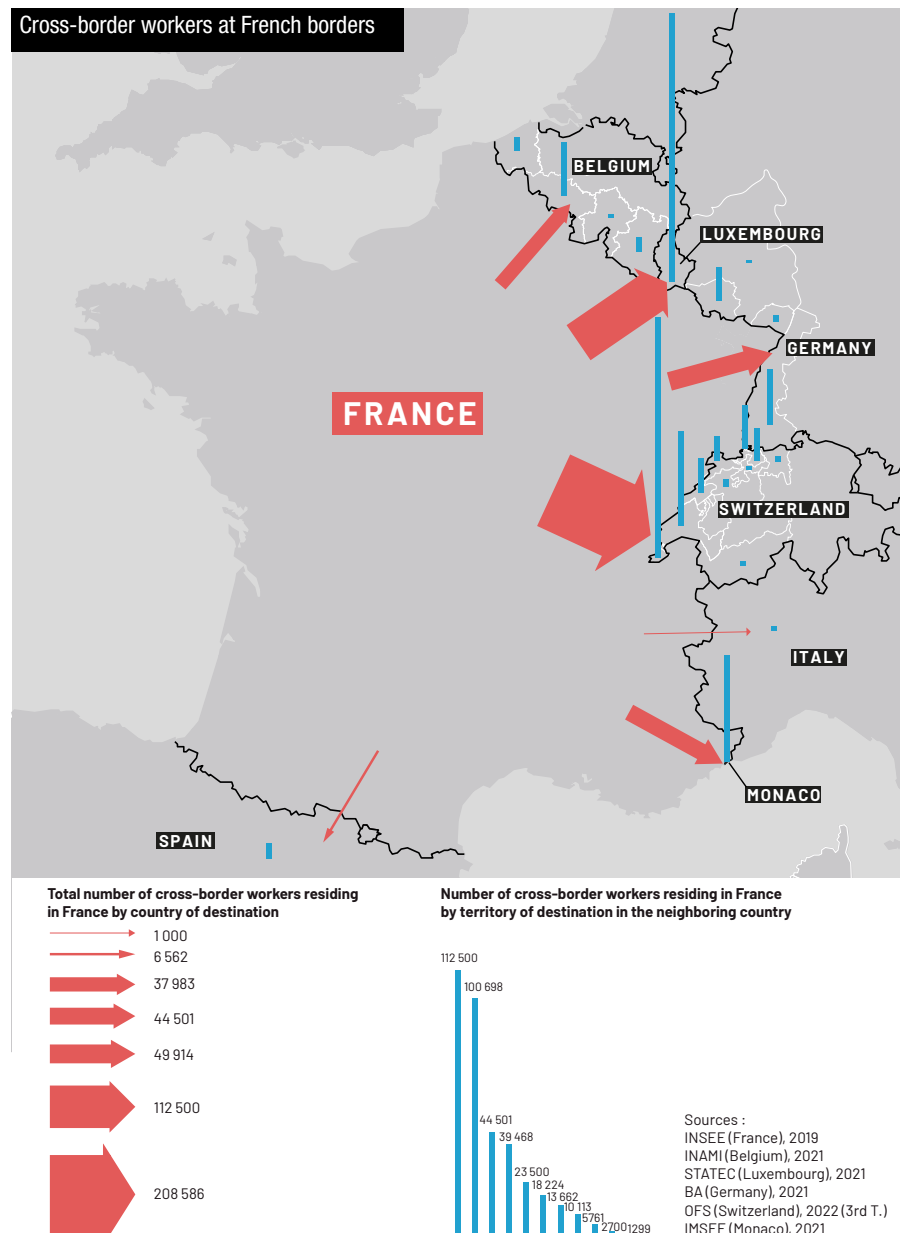 Cross-border workers at French borders
BELGIUM
LUXEMBOURG
GERMANY
FRANCE
SWITZERLAND
ITALY
MONACO
SPAIN
Total number of cross-border workers residing
in France by country of destination
1 000
6 562
37 983
44 501
49 914
112 500
208 586
Number of cross-border workers residing in France
by territory of destination in the neighboring country
112 500
100 698
44 501
39 468
23 500
18 224
13 662
10 113
5761
2700
1299
Sources :
INSEE (France), 2019
INAMI (Belgium), 2021
STATEC (Luxembourg), 2021
BA (Germany), 2021
OFS (Switzerland), 2022 (3rd T.)
IMSEE (Monaco), 2021